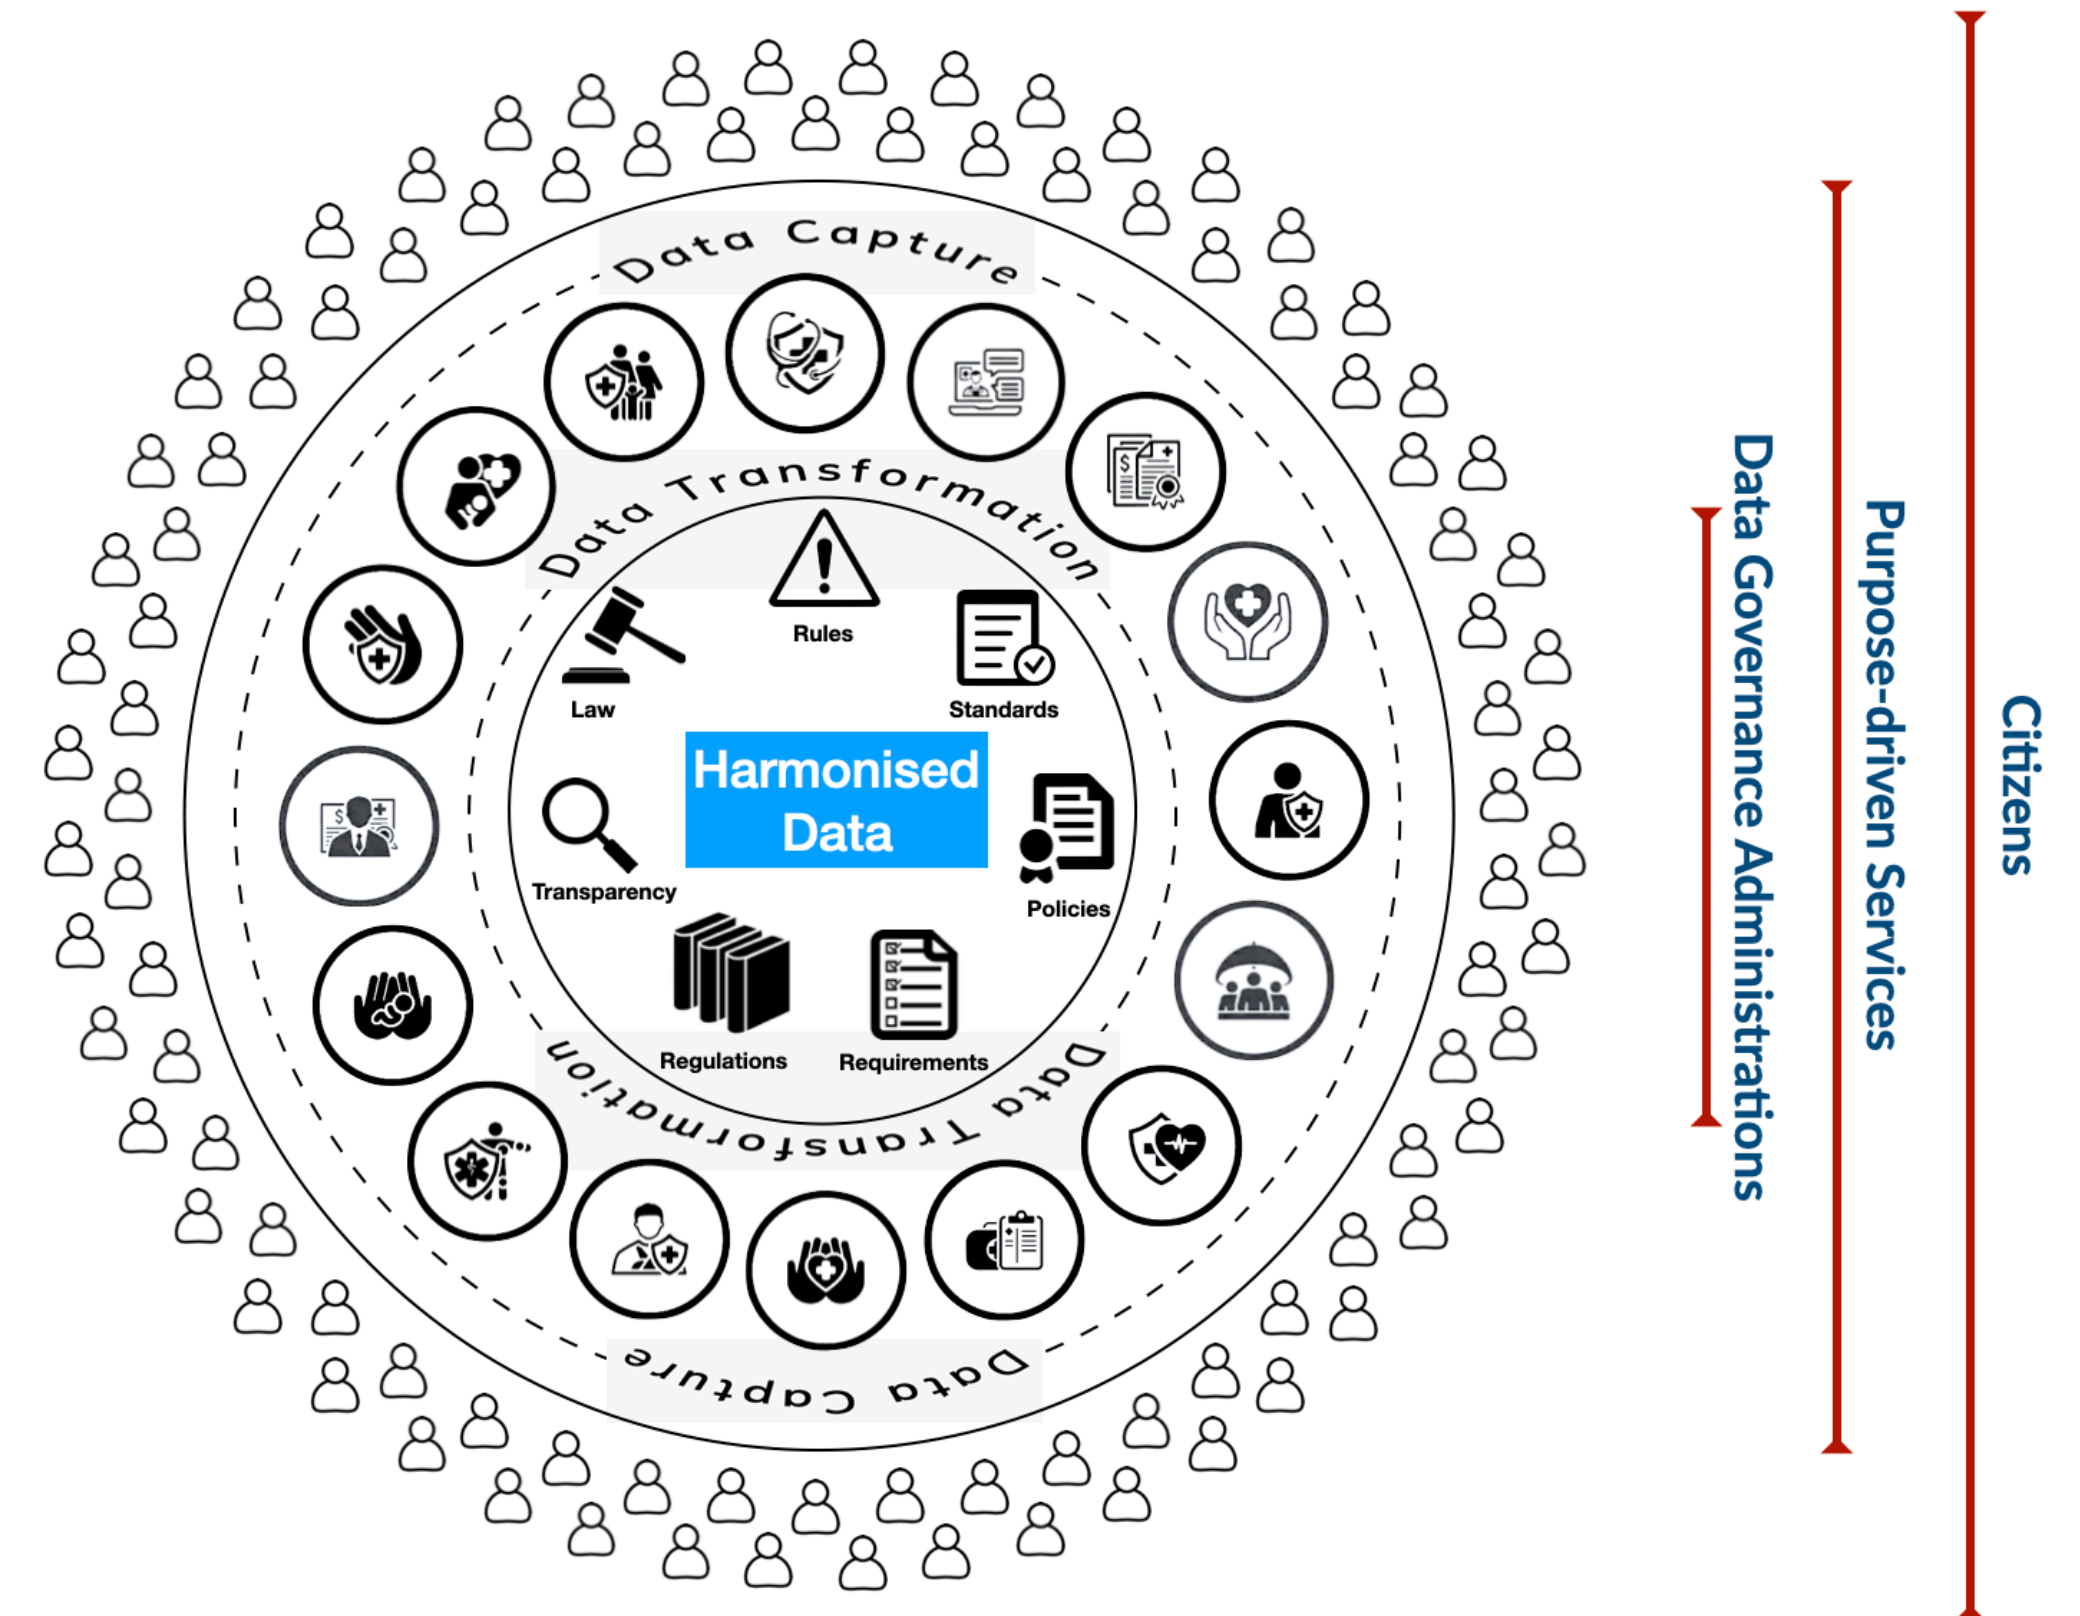 Data Capture
Data Transformation
Rules
Law
Standards
Harmonised
Data
Transparency
Policies
Regulations
Requirements
Data Transformation
Data Capture
Data Governance Administrations
Purpose-driven Services
Citizens